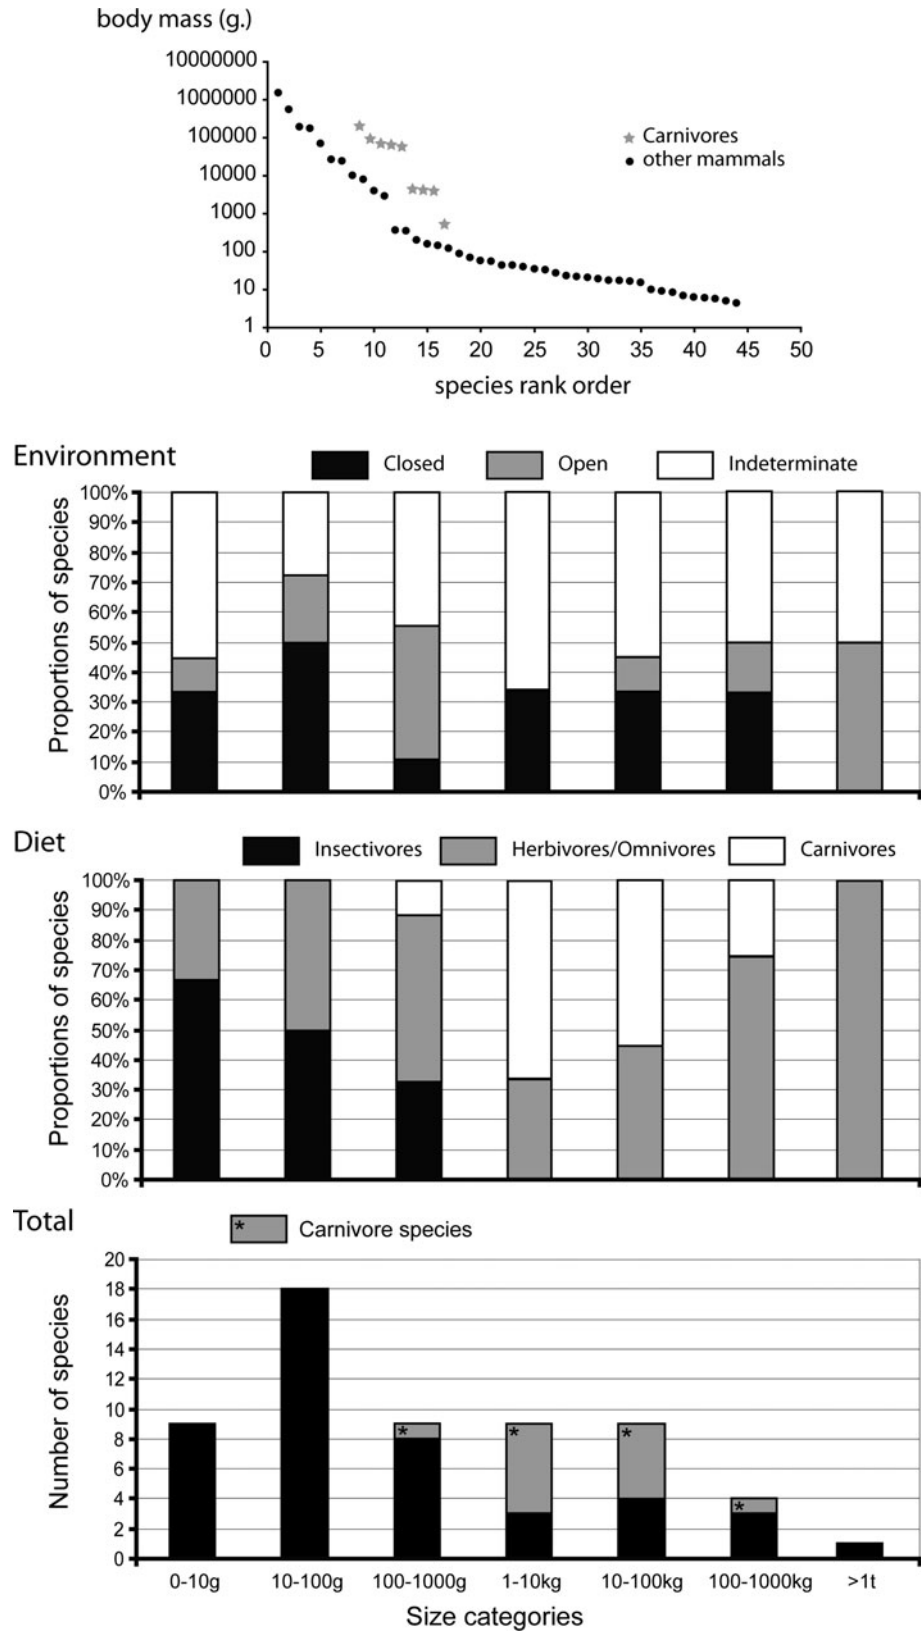 body mass (g.)
10000000
1000000
100000
10000
1000
100
10
1
Carnivores
other mammals
0 5 10 15 20 25 30 35 40 45 50
species rank order
Environment
Closed Open Indeterminate
Proportions of species
100%
90%
80%
70%
60%
50%
40%
30%
20%
10%
0%
Diet
Insectivores Herbivores/Omnivores Carnivores
Proportions of species
100%
90%
80%
70%
60%
50%
40%
30%
20%
10%
0%
Total
* Carnivore species
Number of species
20
18
16
14
12
10
8
6
4
2
0
* * * *
0-10g 10-100g 100-1000g 1-10kg 10-100kg 100-1000kg >1t
Size categories